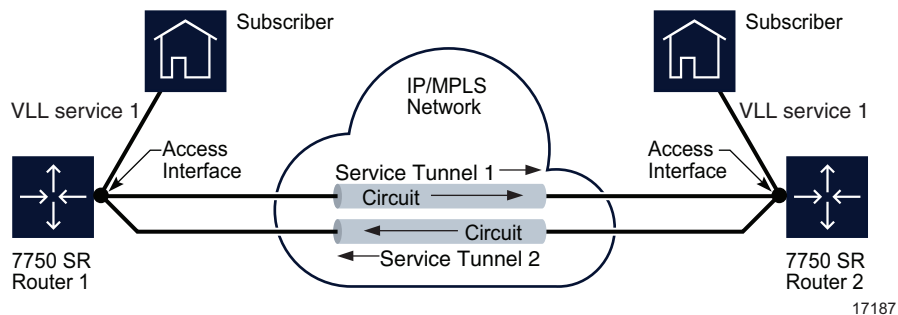 Subscriber
Subscriber
IP/MPLS
Network
VLL service 1
VLL service 1
Access
Interface
Access
Interface
Service Tunnel 1
Circuit
Circuit
Service Tunnel 2
7750 SR
Router 1
7750 SR
Router 2
17187